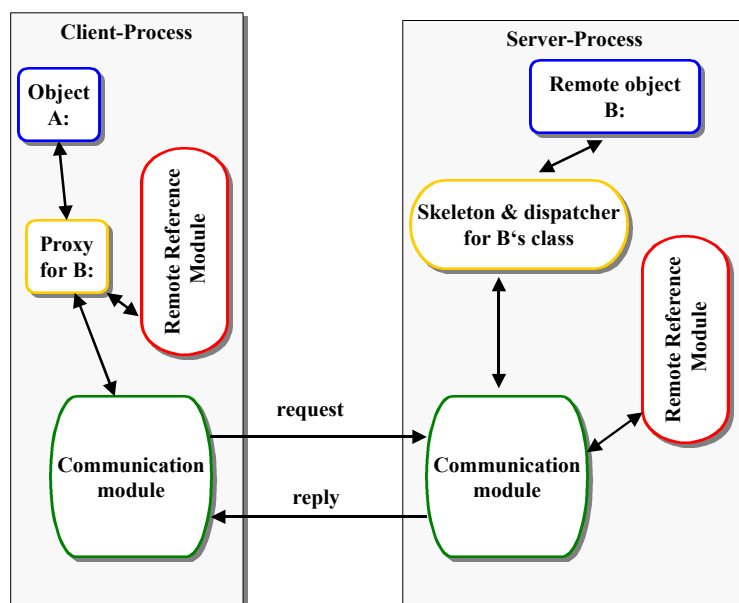 Client-Process
Object
A:
Proxy
for B:
Remote Reference
Module
Communication
module
request
reply
Server-Process
Remote object
B:
Skeleton & dispatcher
for B‘s class
Remote Reference
Module
Communication
module